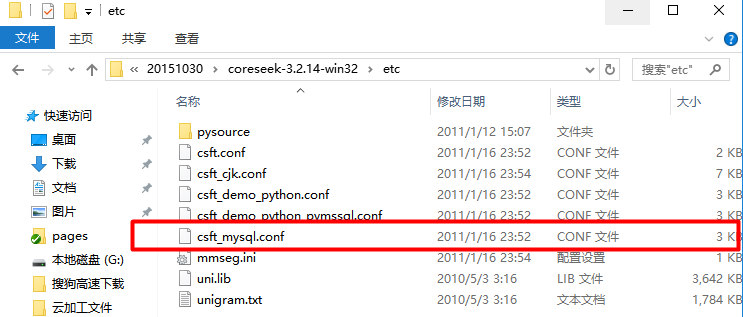 etc
文件 主页 共享 查看
20151030 coreseek-3.2.14-win32 etc 搜索"etc"
名称 修改日期 类型 大小
快速访问
桌面
下载
文档
图片
pages
本地磁盘 (G:)
搜狗高速下载
云加工文件
pysource 2011/1/12 15:07 文件夹
csft.conf 2011/1/16 23:52 CONF 文件 2 KB
csft_cjk.conf 2011/1/16 23:54 CONF 文件 7 KB
csft_demo_python.conf 2011/1/16 23:52 CONF 文件 3 KB
csft_demo_python_pymssql.conf 2011/1/16 23:52 CONF 文件 3 KB
csft_mysql.conf 2011/1/16 23:52 CONF 文件 3 KB
mmseg.ini 2011/1/16 23:54 配置设置 1 KB
uni.lib 2010/5/3 3:16 LIB 文件 3,642 KB
unigram.txt 2010/5/3 3:16 文本文档 1,784 KB